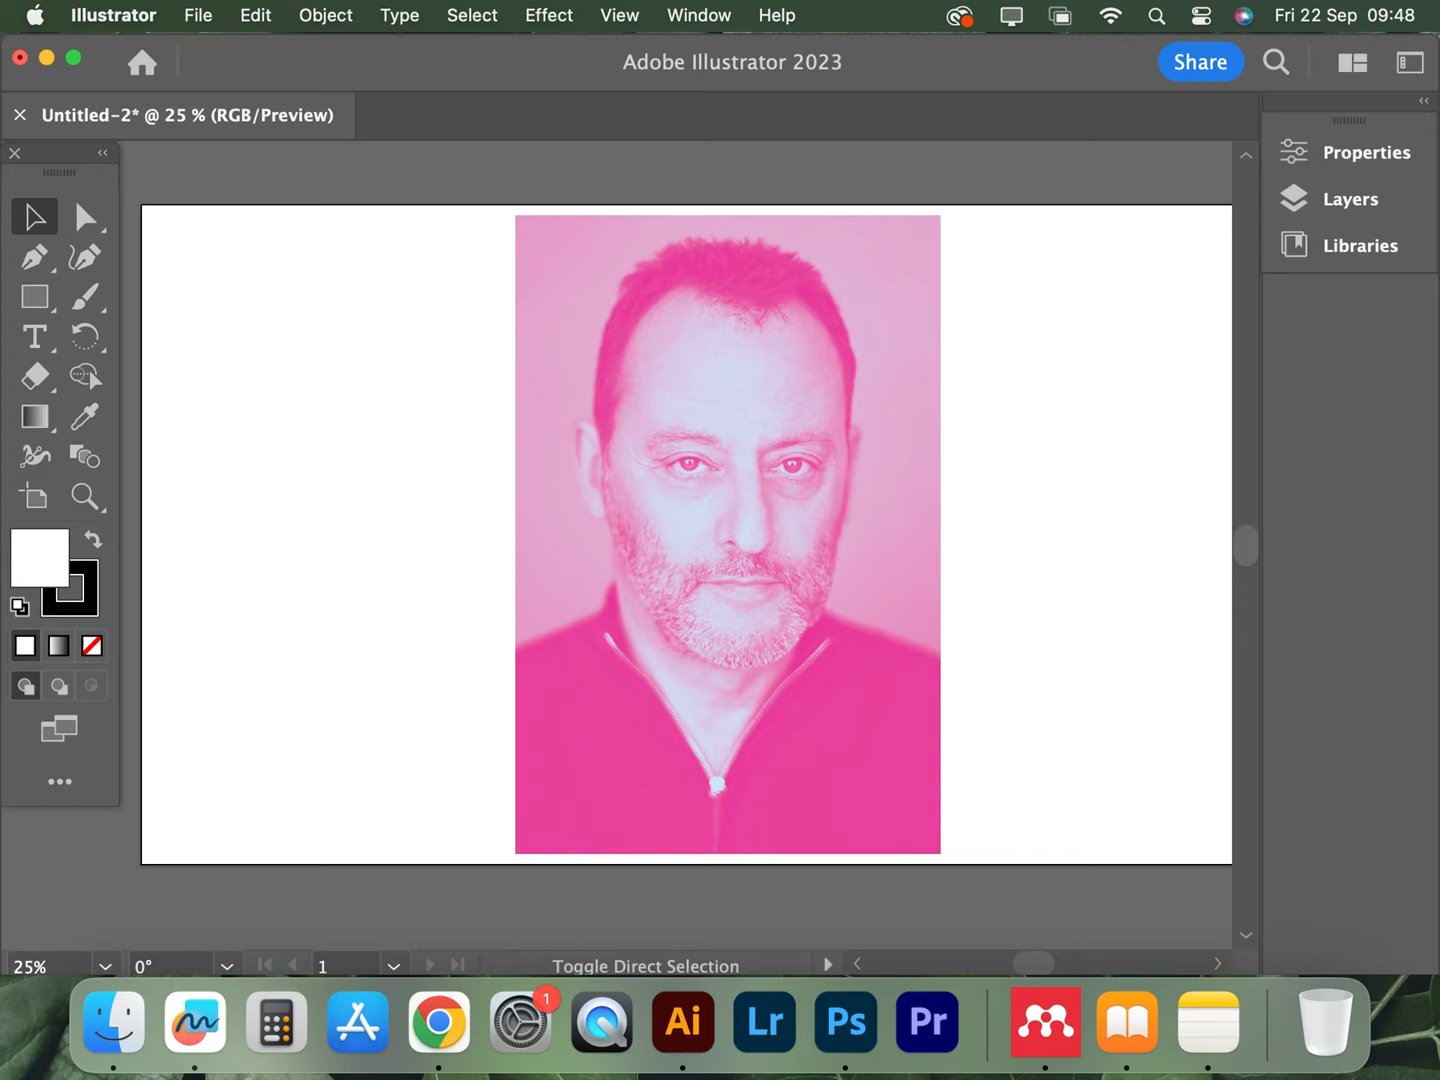 Illustrator File Edit Object Type Select Effect View Window Help Fri 22 Sep 09:48
Adobe Illustrator 2023 Share
Untitled-2* @ 25 % (RGB/Preview)
Properties
Layers
Libraries
25% 0° 1 Toggle Direct Selection
1
Ai Lr Ps Pr